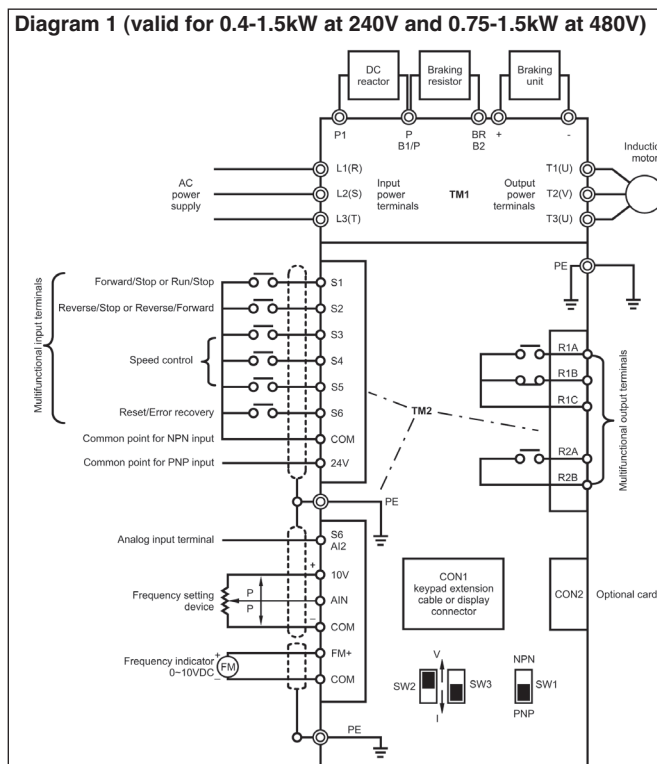 Diagram 1 (valid for 0.4-1.5kW at 240V and 0.75-1.5kW at 480V)
DC
reactor
Braking
resistor
Braking
unit
P1
P
B1/P
BR
B2
+
-
AC
power
supply
L1(R)
L2(S)
L3(T)
Input
power
terminals
TM1
Output
power
terminals
T1(U)
T2(V)
T3(U)
Inductio
motor
PE
Multifunctional input terminals
Forward/Stop or Run/Stop
S1
Reverse/Stop or Reverse/Forward
S2
S3
Speed control
S4
S5
Reset/Error recovery
S6
Common point for NPN input
COM
Common point for PNP input
24V
TM2
R1A
R1B
R1C
R2A
R2B
Multifunctional output terminals
PE
Analog input terminal
S6
AI2
+
10V
Frequency setting
device
P
P
AIN
–
COM
Frequency indicator
0~10VDC
+
FM
–
FM+
COM
PE
CON1
keypad extension
cable or display
connector
CON2
Optional card
V
SW2
SW3
I
NPN
SW1
PNP